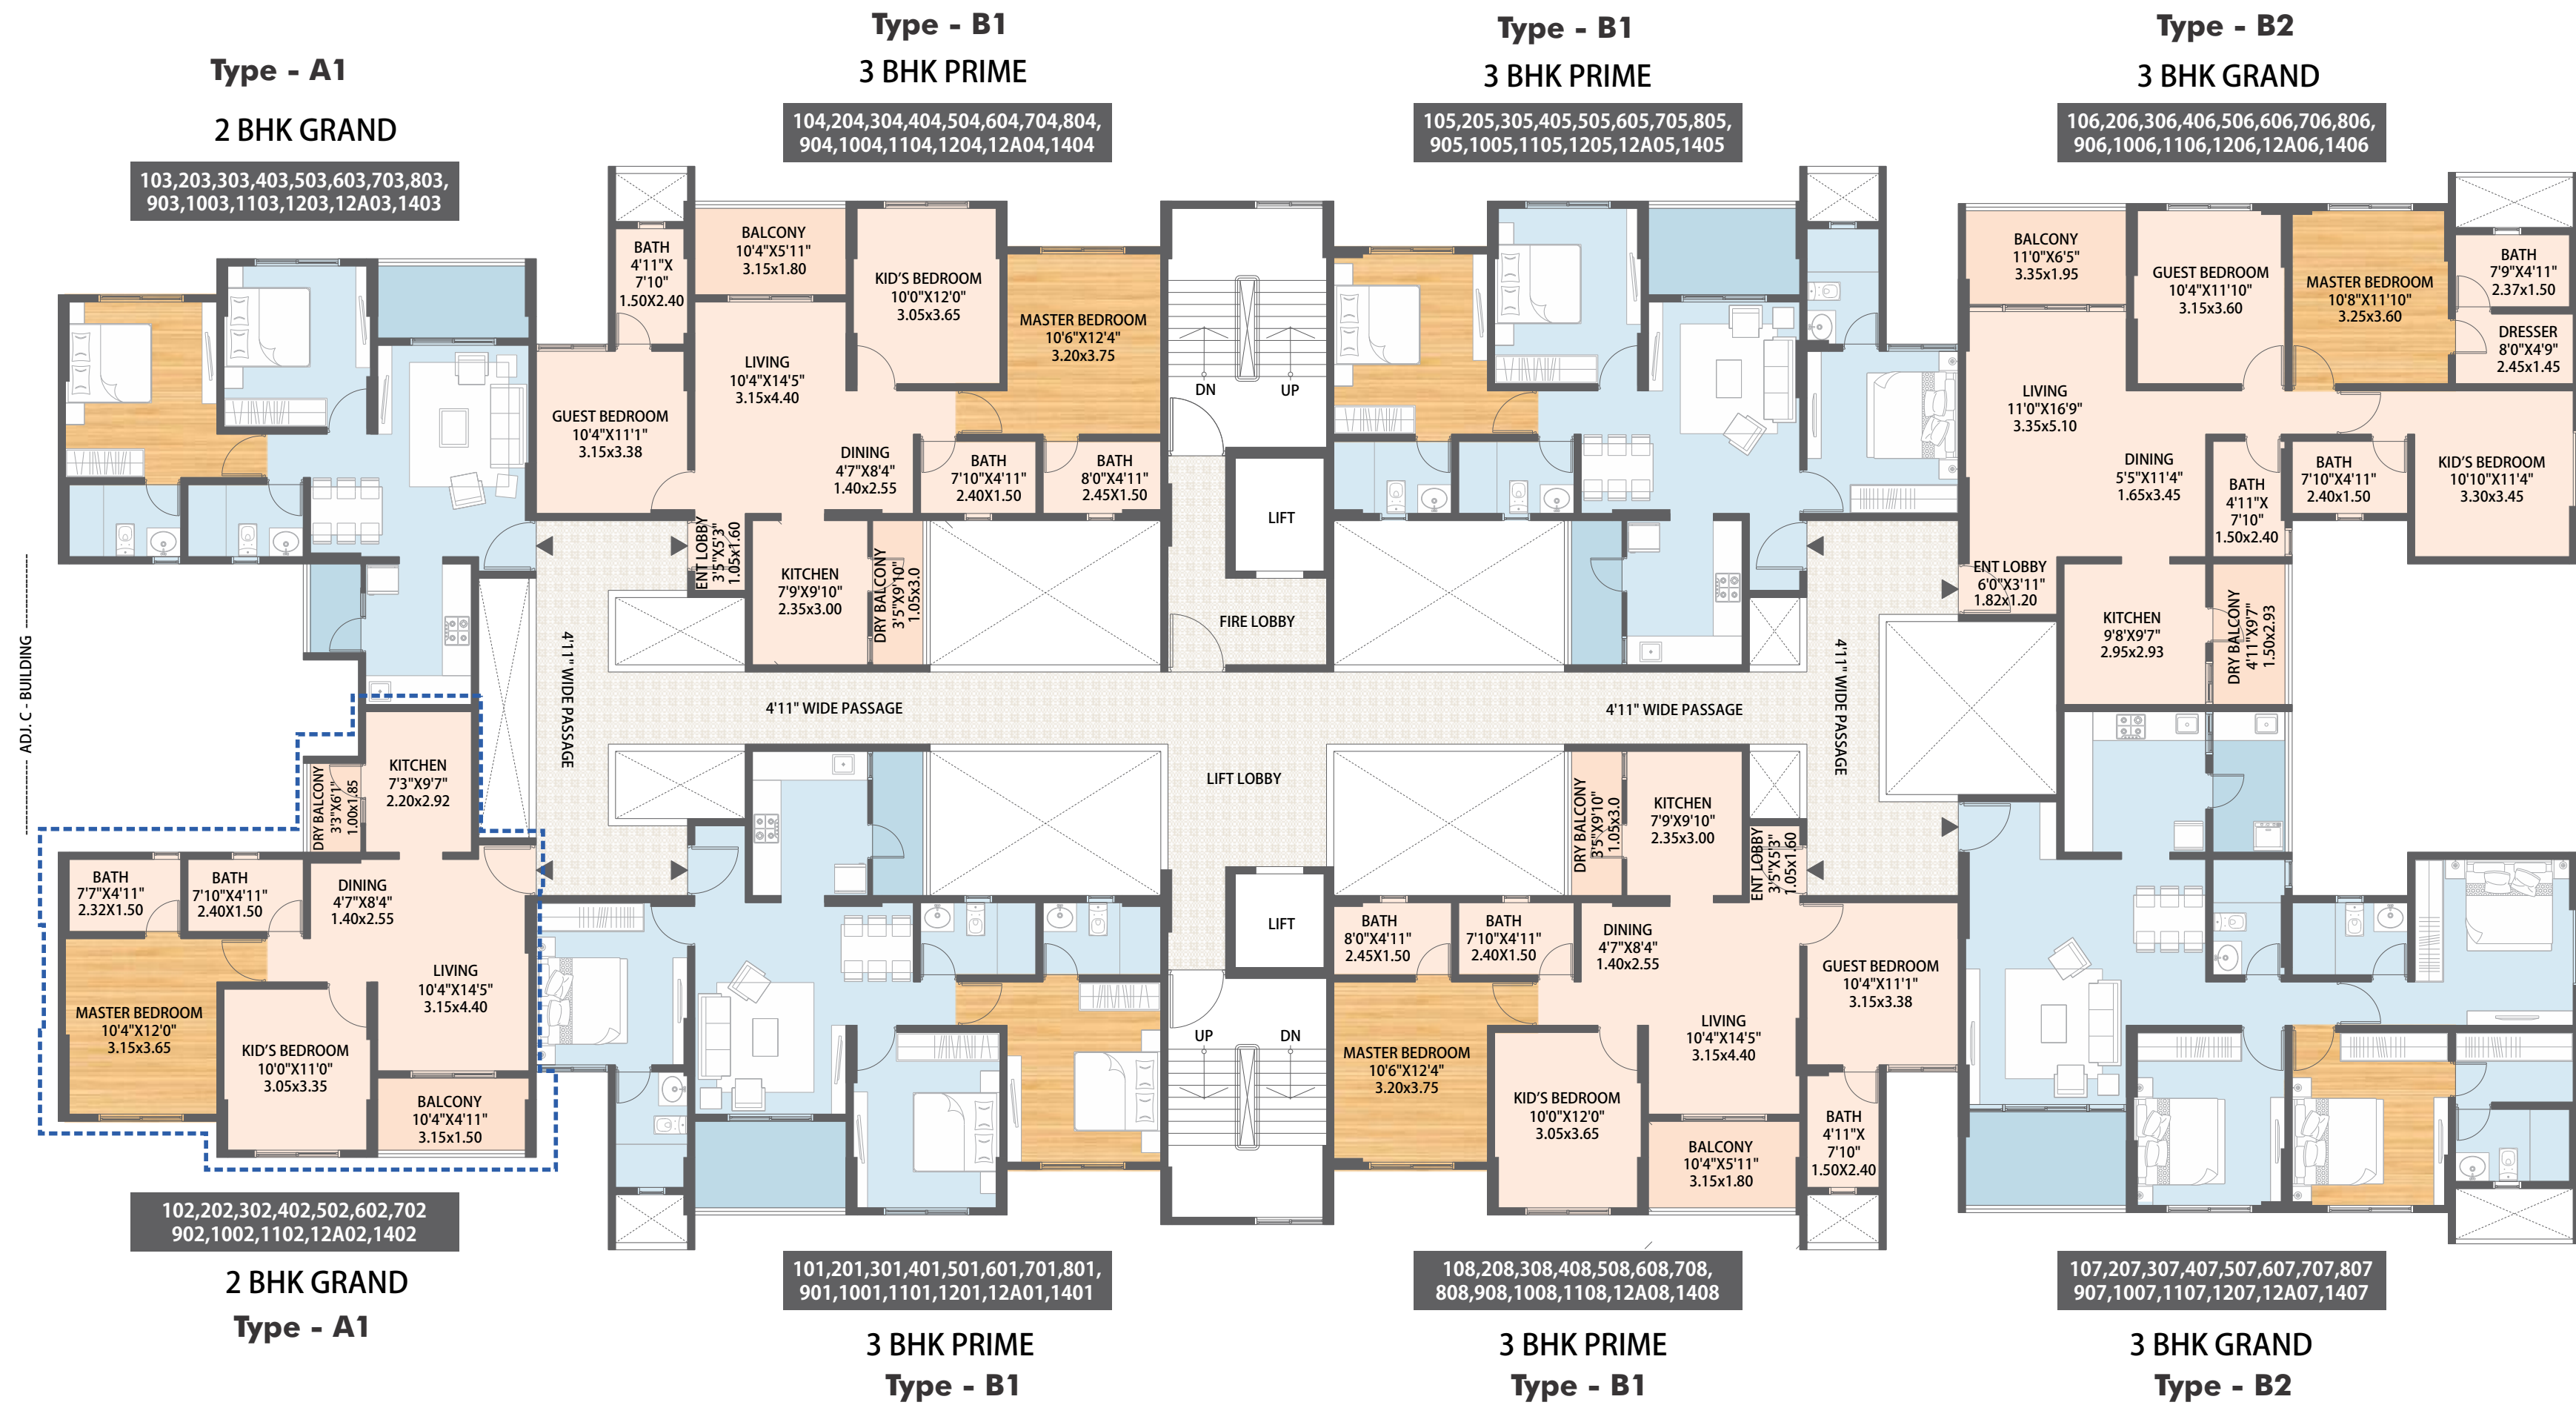 Type - A1
2 BHK GRAND
103,203,303,403,503,603,703,803,
903,1003,1103,1203,12A03,1403
Type - B1
3 BHK PRIME
104,204,304,404,504,604,704,804,
904,1004,1104,1204,12A04,1404
Type - B1
3 BHK PRIME
105,205,305,405,505,605,705,805,
905,1005,1105,1205,12A05,1405
Type - B2
3 BHK GRAND
106,206,306,406,506,606,706,806,
906,1006,1106,1206,12A06,1406
BATH
4'11"X
7'10"
1.50X2.40
BALCONY
10'4"X5'11"
3.15x1.80
KID'S BEDROOM
10'0"X12'0"
3.05x3.65
MASTER BEDROOM
10'6"X12'4"
3.20x3.75
LIVING
10'4"X14'5"
3.15x4.40
GUEST BEDROOM
10'4"X11'1"
3.15x3.38
DINING
4'7"X8'4"
1.40x2.55
BATH
7'10"X4'11"
2.40X1.50
BATH
8'0"X4'11"
2.45X1.50
ENT LOBBY
3'5"X5'3"
1.05x1.60
KITCHEN
7'9"X9'10"
2.35x3.00
DRY BALCONY
3'5"X9'10"
1.05x3.0
DN
UP
LIFT
FIRE LOBBY
BALCONY
11'0"X6'5"
3.35x1.95
GUEST BEDROOM
10'4"X11'10"
3.15x3.60
MASTER BEDROOM
10'8"X11'10"
3.25x3.60
BATH
7'9"X4'11"
2.37x1.50
DRESSER
8'0"X4'9"
2.45x1.45
LIVING
11'0"X16'9"
3.35x5.10
DINING
5'5"X11'4"
1.65x3.45
BATH
4'11"X
7'10"
1.50x2.40
BATH
7'10"X4'11"
2.40x1.50
KID'S BEDROOM
10'10"X11'4"
3.30x3.45
ENT LOBBY
6'0"X3'11"
1.82x1.20
KITCHEN
9'8"X9'7"
2.95x2.93
DRY BALCONY
4'11"X9'7"
1.50x2.93
ADJ. C - BUILDING
4'11" WIDE PASSAGE
4'11" WIDE PASSAGE
4'11" WIDE PASSAGE
4'11" WIDE PASSAGE
LIFT LOBBY
KITCHEN
7'3"X9'7"
2.20x2.92
DRY BALCONY
3'3"X6'1"
1.00x1.85
BATH
7'7"X4'11"
2.32X1.50
BATH
7'10"X4'11"
2.40X1.50
DINING
4'7"X8'4"
1.40x2.55
LIVING
10'4"X14'5"
3.15x4.40
MASTER BEDROOM
10'4"X12'0"
3.15x3.65
KID'S BEDROOM
10'0"X11'0"
3.05x3.35
BALCONY
10'4"X4'11"
3.15x1.50
LIFT
UP
DN
DRY BALCONY
3'5"X9'10"
1.05x3.0
KITCHEN
7'9"X9'10"
2.35x3.00
ENT LOBBY
3'5"X5'3"
1.05x1.60
BATH
8'0"X4'11"
2.45X1.50
BATH
7'10"X4'11"
2.40X1.50
DINING
4'7"X8'4"
1.40x2.55
GUEST BEDROOM
10'4"X11'1"
3.15x3.38
LIVING
10'4"X14'5"
3.15x4.40
MASTER BEDROOM
10'6"X12'4"
3.20x3.75
KID'S BEDROOM
10'0"X12'0"
3.05x3.65
BALCONY
10'4"X5'11"
3.15x1.80
BATH
4'11"X
7'10"
1.50X2.40
102,202,302,402,502,602,702
902,1002,1102,12A02,1402
2 BHK GRAND
Type - A1
101,201,301,401,501,601,701,801,
901,1001,1101,1201,12A01,1401
3 BHK PRIME
Type - B1
108,208,308,408,508,608,708,
808,908,1008,1108,12A08,1408
3 BHK PRIME
Type - B1
107,207,307,407,507,607,707,807
907,1007,1107,1207,12A07,1407
3 BHK GRAND
Type - B2